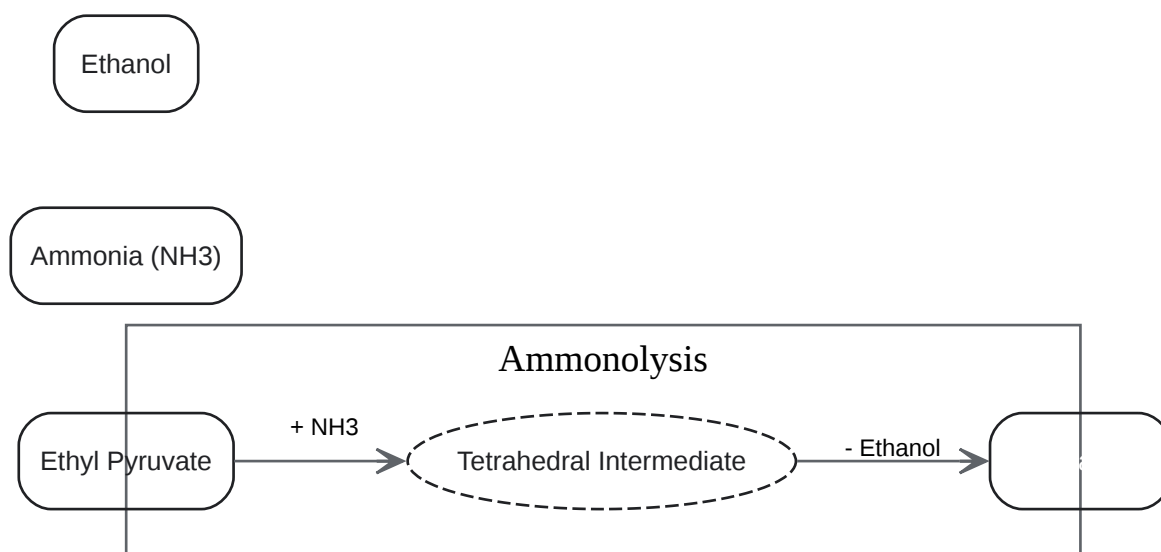 Ethanol
Ammonia (NH3)
Ammonolysis
+ NH3
Ethyl Pyruvate
Tetrahedral Intermediate
- Ethanol